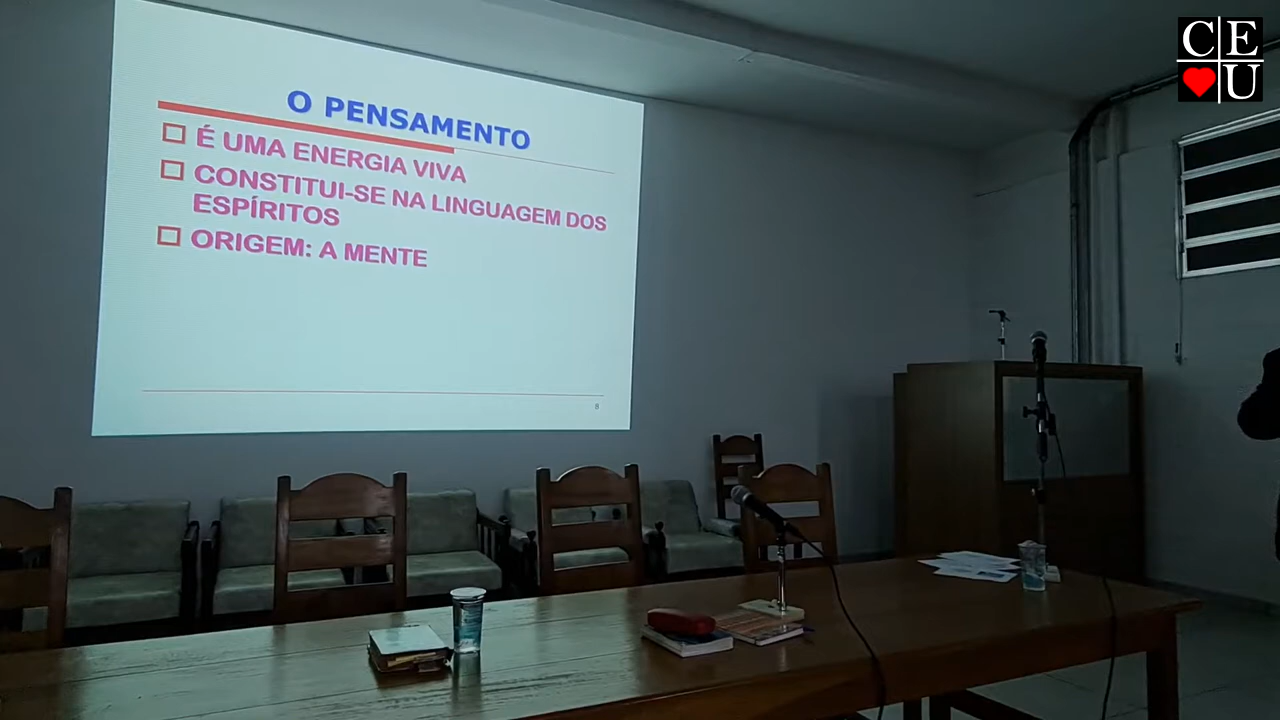 O PENSAMENTO
É UMA ENERGIA VIVA
CONSTITUI-SE NA LINGUAGEM DOS
ESPÍRITOS
ORIGEM: A MENTE
8
CE
U